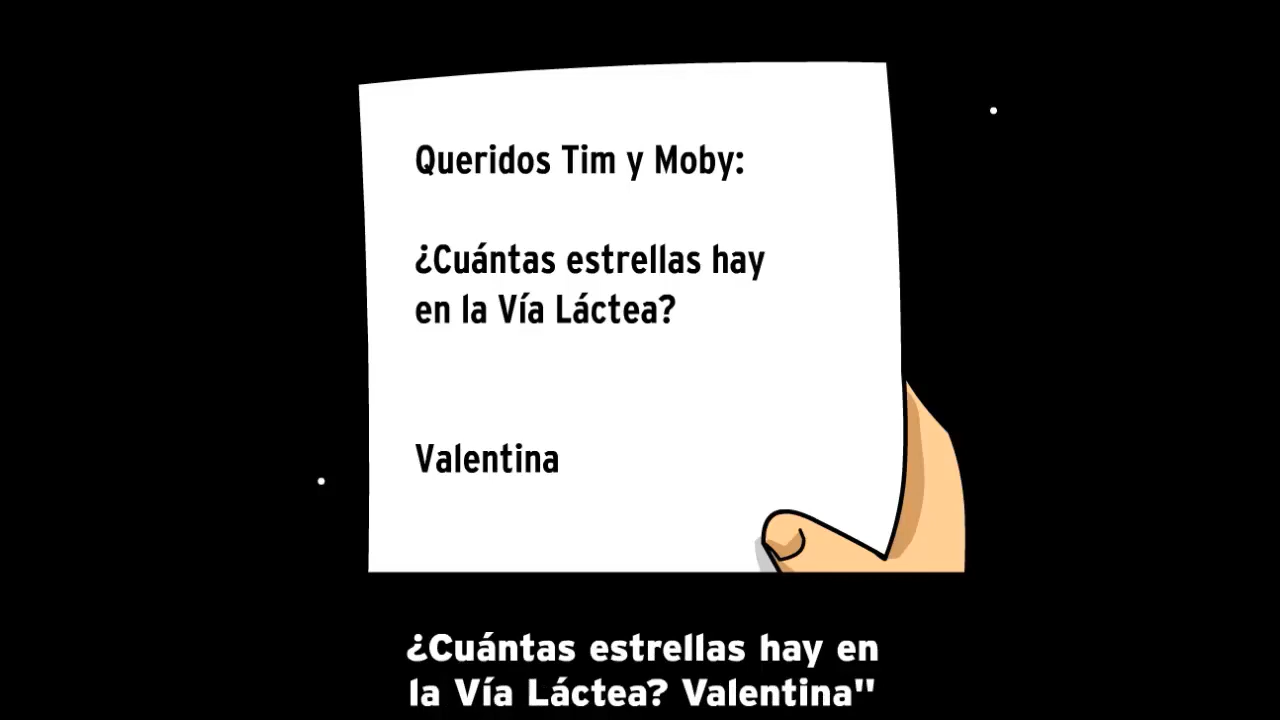 Queridos Tim y Moby:
¿Cuántas estrellas hay
en la Vía Láctea?
Valentina
¿Cuántas estrellas hay en
la Vía Láctea? Valentina"